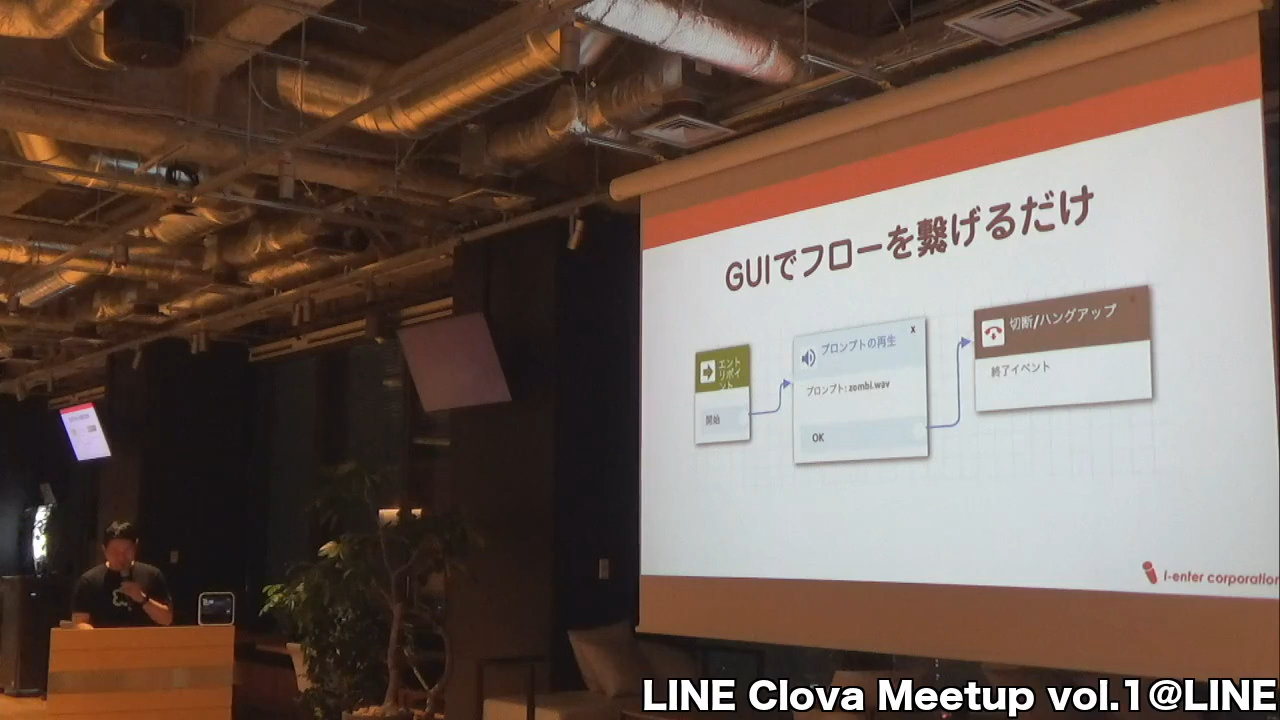 GUIでフローを繋げるだけ
エント
リポイ
ント
開始
プロンプトの再生
x
プロンプト: zombi.wav
OK
切断/ハングアップ
終了イベント
i-enter corporation
LINE Clova Meetup vol.1@LINE